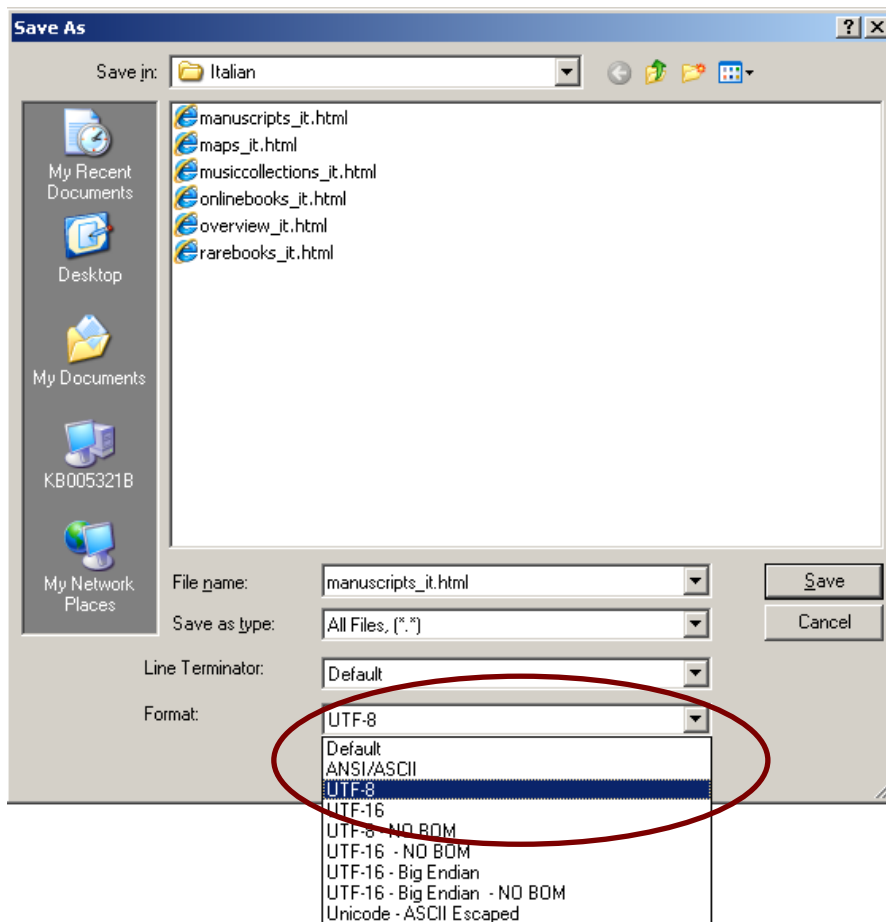 Save As
Save in: Italian
manuscripts_it.html
maps_it.html
musiccollections_it.html
onlinebooks_it.html
overview_it.html
rarebooks_it.html
My Recent
Documents
Desktop
My Documents
KB005321B
My Network
Places
File name: manuscripts_it.html Save
Save as type: All Files, (*.*) Cancel
Line Terminator: Default
Format: UTF-8
Default
ANSI/ASCII
UTF-8
UTF-16
UTF-8 - NO BOM
UTF-16 - NO BOM
UTF-16 - Big Endian
UTF-16 - Big Endian - NO BOM
Unicode - ASCII Escaped